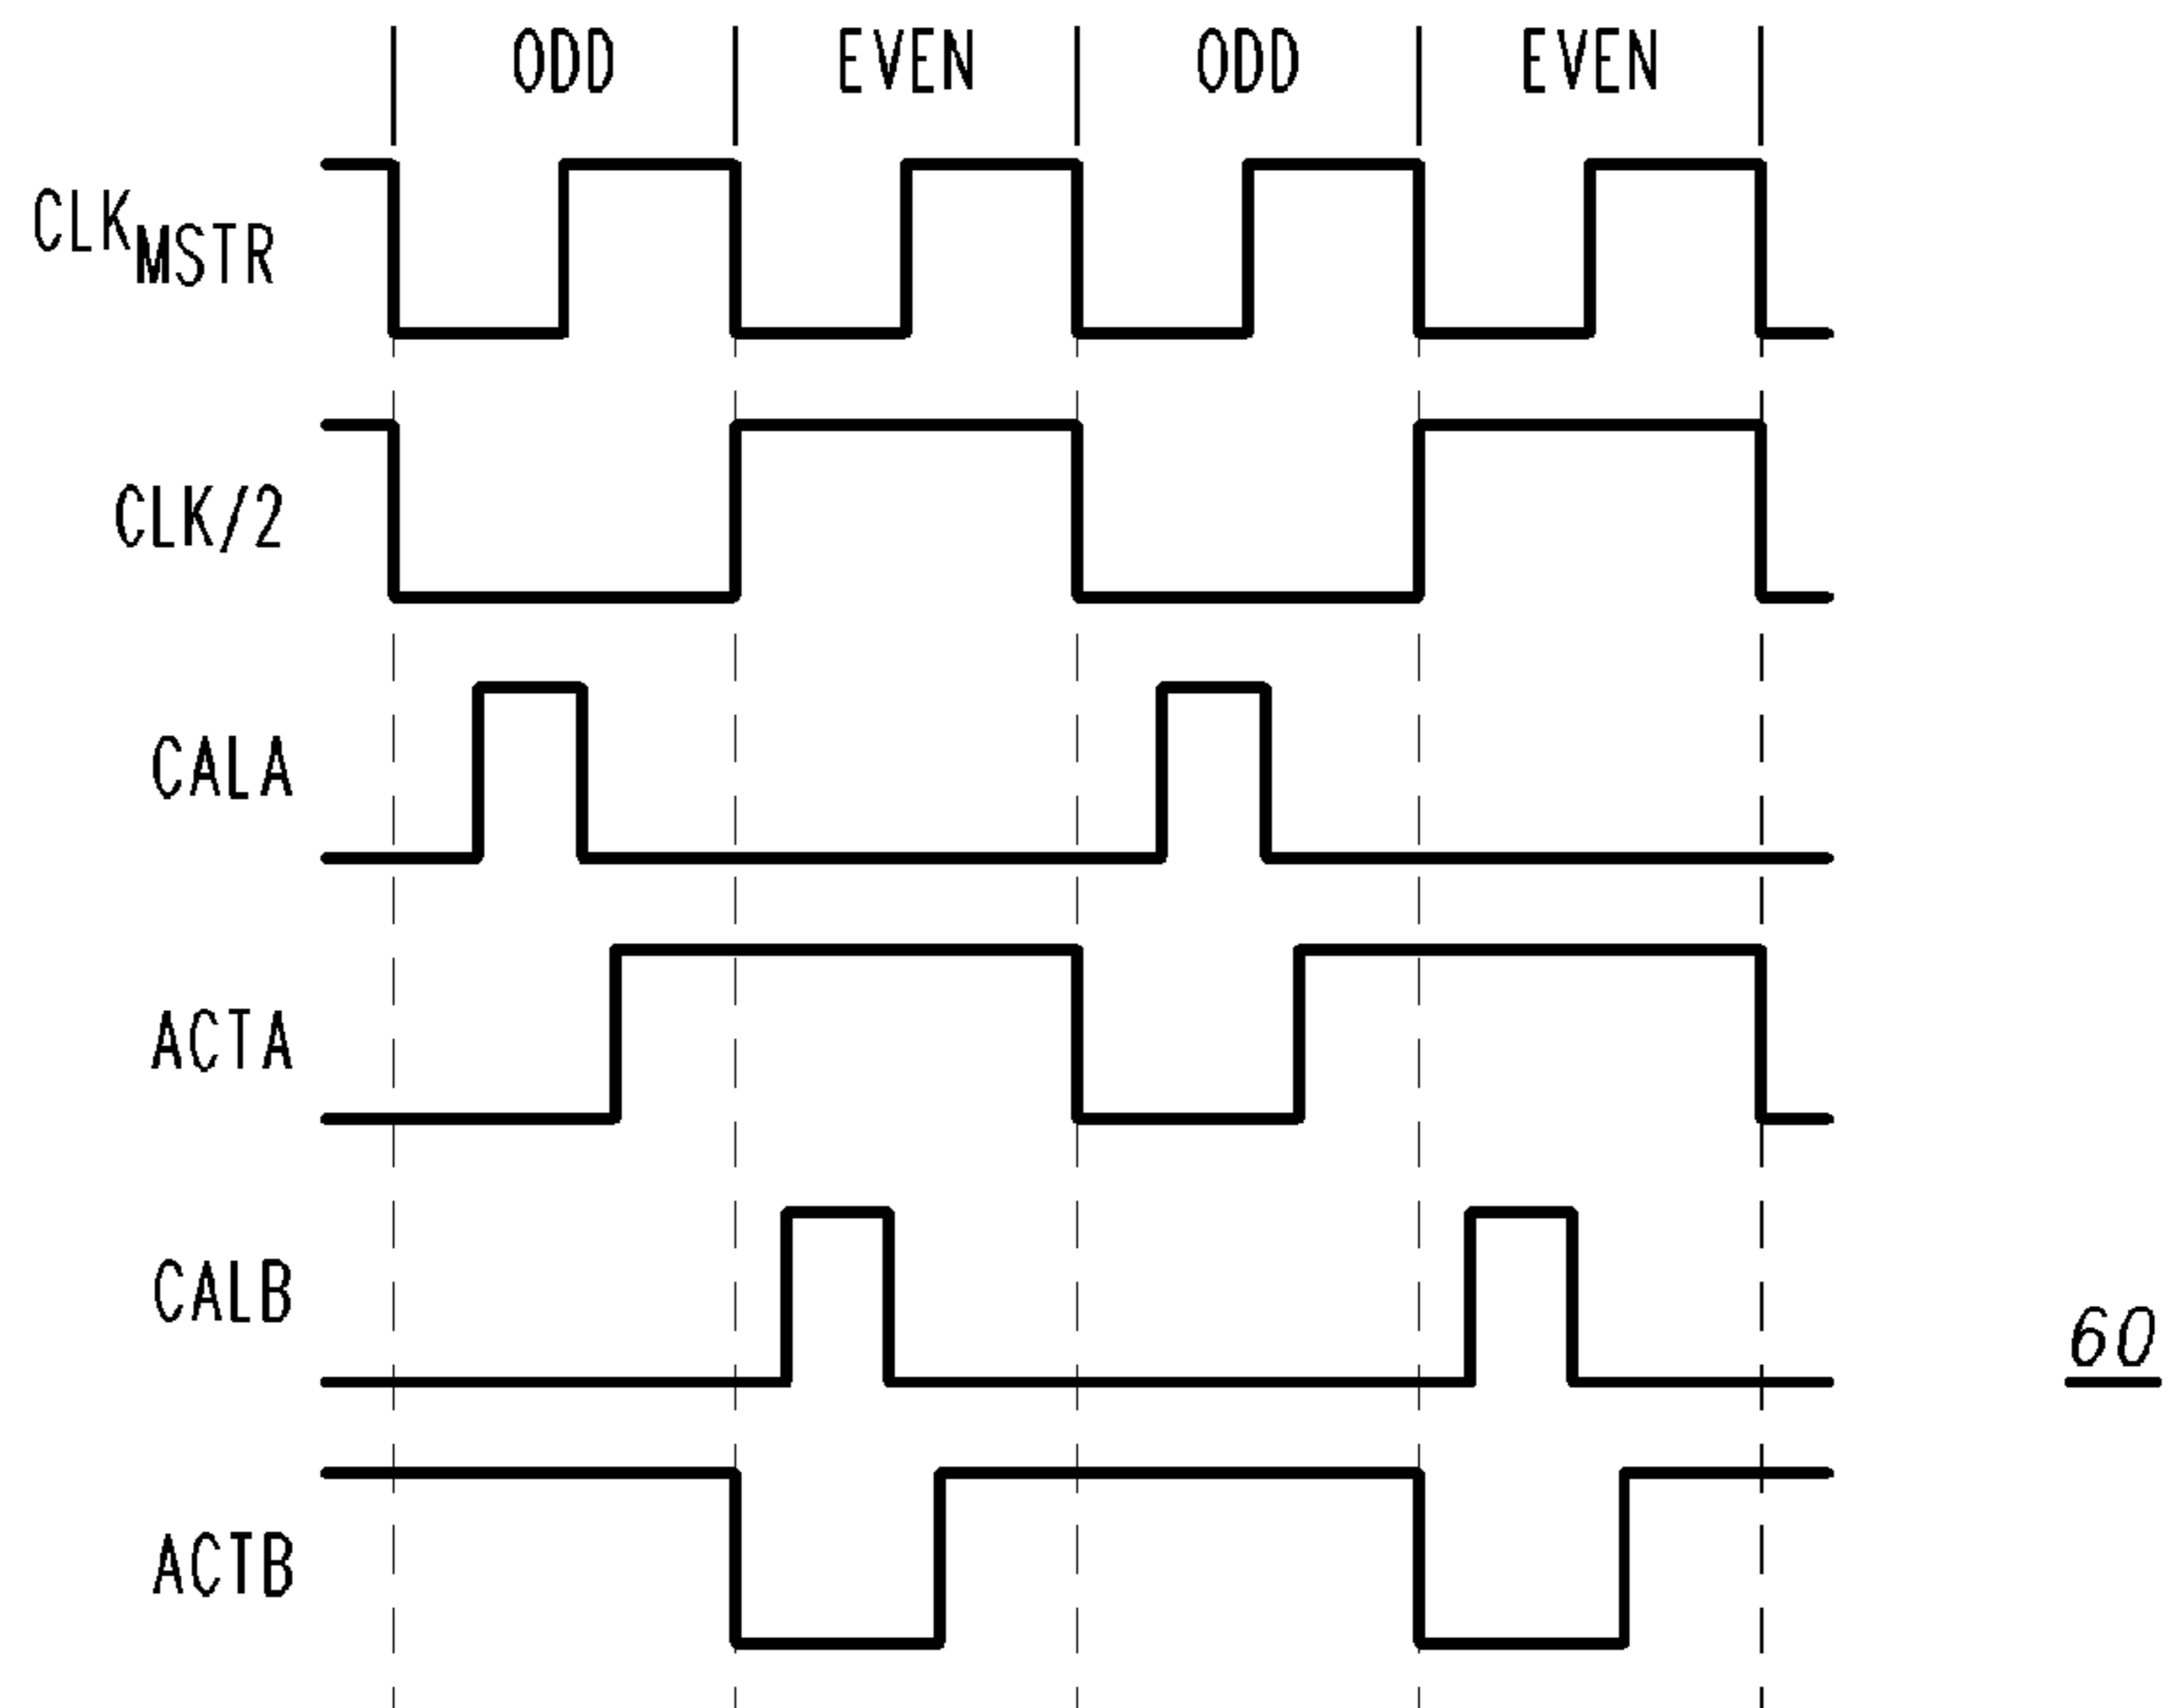 ODD EVEN ODD EVEN
CLKMSTR
CLK/2
CALA
ACTA
CALB
60
ACTB